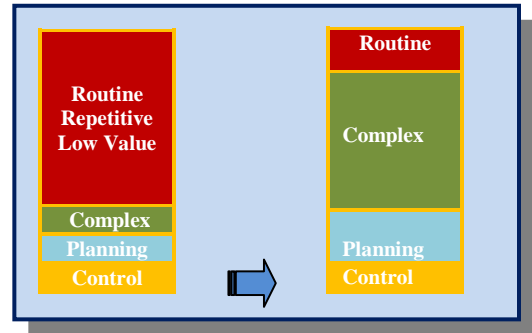 Routine
Repetitive
Low Value
Complex
Planning
Control
Routine
Complex
Planning
Control